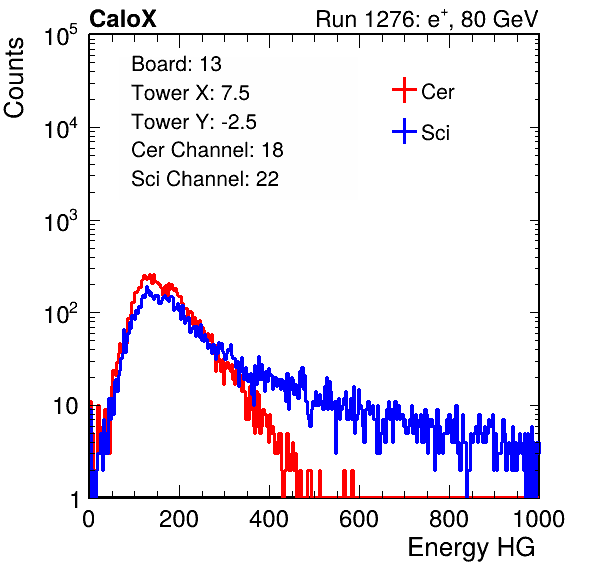 CaloX Run 1276: e⁺, 80 GeV
Counts
10⁵
10⁴
10³
10²
10
1
Board: 13
Tower X: 7.5
Tower Y: -2.5
Cer Channel: 18
Sci Channel: 22
Cer
Sci
0 200 400 600 800 1000
Energy HG